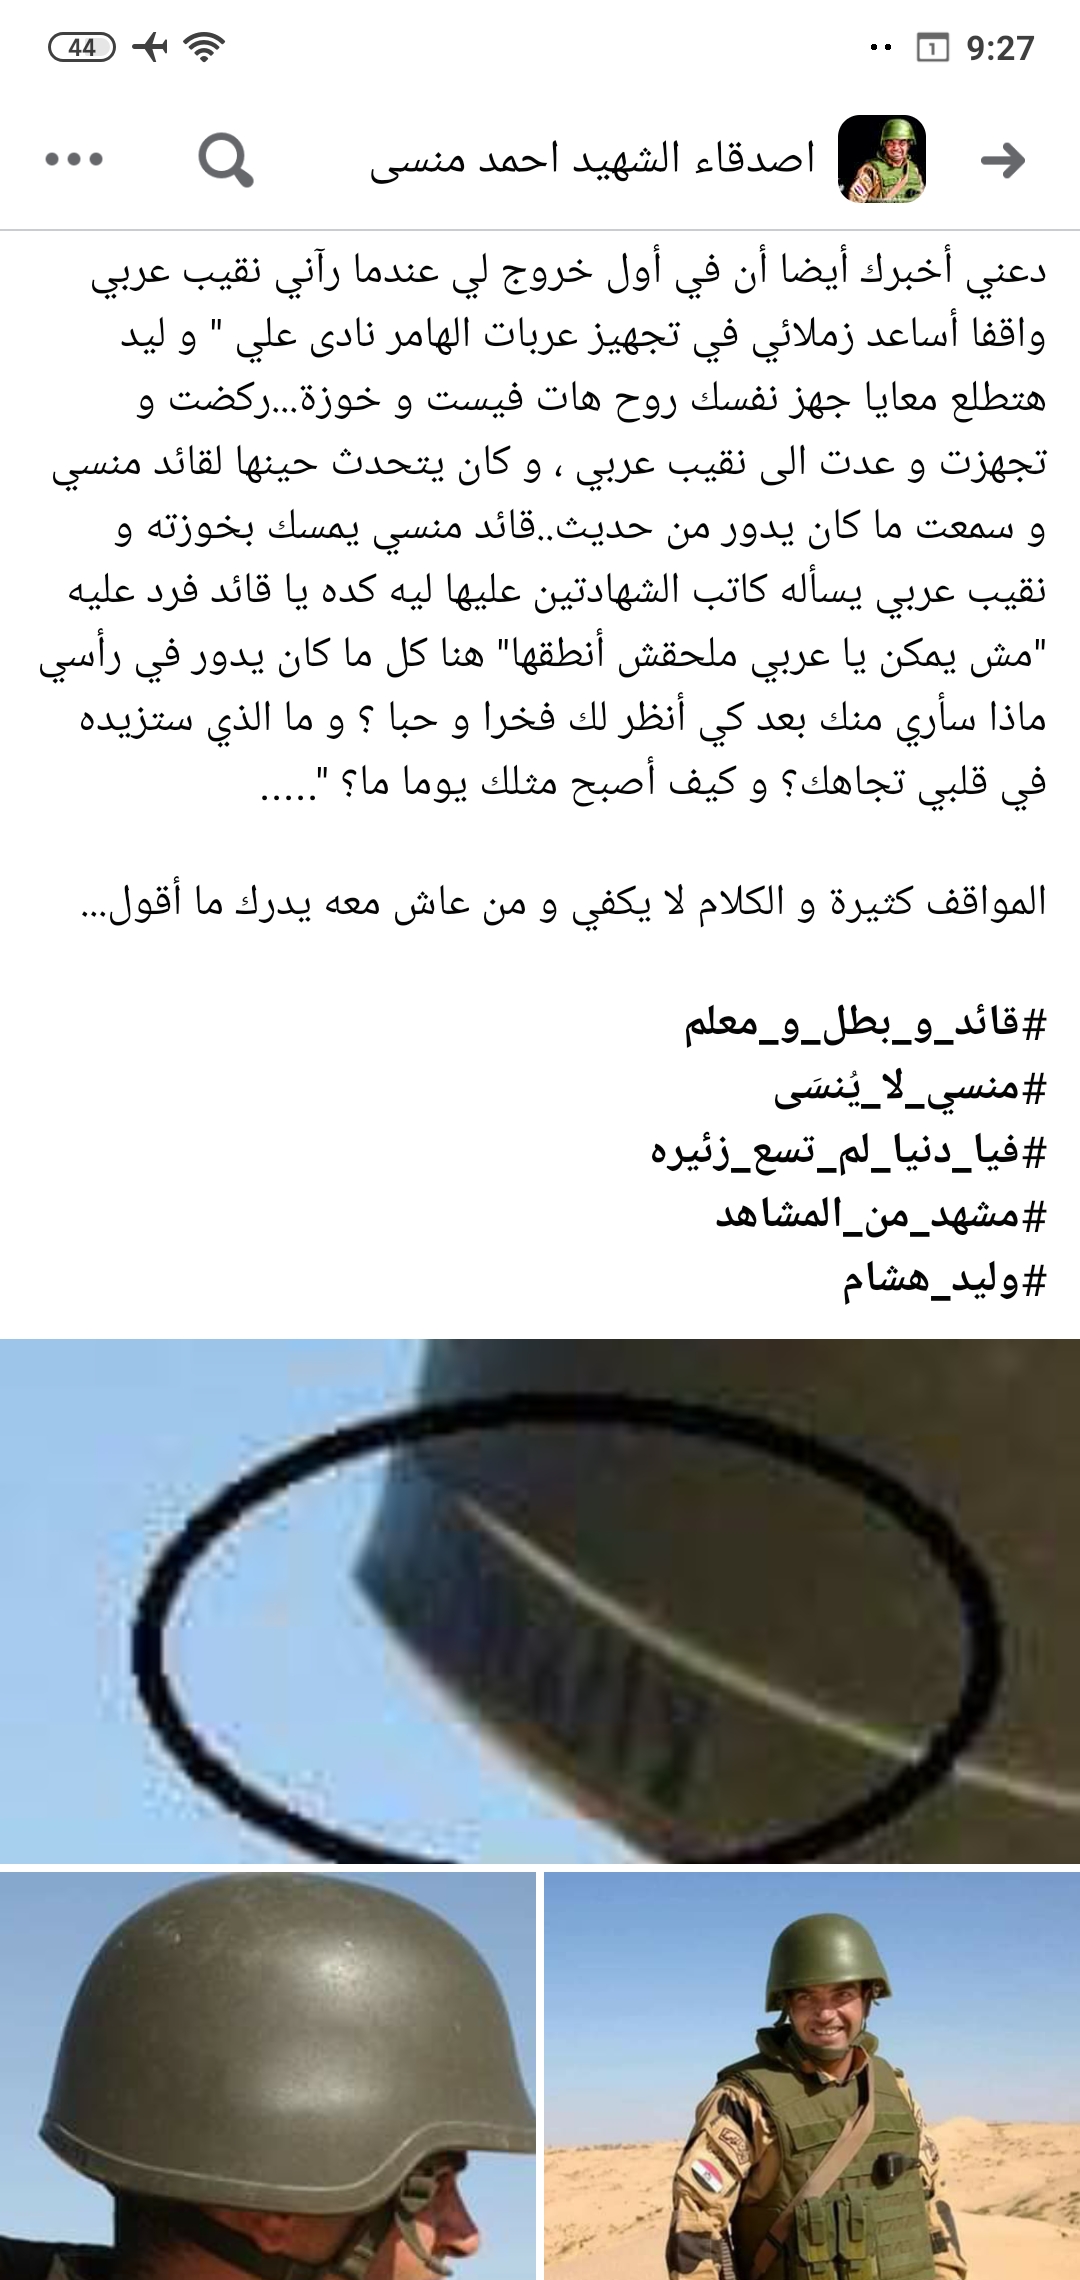 44
9:27
اصدقاء الشهيد احمد منسى
دعني أخبرك أيضا أن في أول خروج لي عندما رآني نقيب عربي
واقفا أساعد زملائي في تجهيز عربات الهامر نادى علي " و ليد
هتطلع معايا جهز نفسك روح هات فيست و خوزة...ركضت و
تجهزت و عدت الى نقيب عربي ، و كان يتحدث حينها لقائد منسي
و سمعت ما كان يدور من حديث..قائد منسي يمسك بخوزته و
نقيب عربي يسأله كاتب الشهادتين عليها ليه كده يا قائد فرد عليه
"مش يمكن يا عربي ملحقش أنطقها" هنا كل ما كان يدور في رأسي
ماذا سأري منك بعد كي أنظر لك فخرا و حبا ؟ و ما الذي ستزيده
في قلبي تجاهك؟ و كيف أصبح مثلك يوما ما؟ ".....
المواقف كثيرة و الكلام لا يكفي و من عاش معه يدرك ما أقول...
#قائد_و_بطل_و_معلم
#منسي_لا_يُنسَى
#فيا_دنيا_لم_تسع_زئيره
#مشهد_من_المشاهد
#وليد_هشام